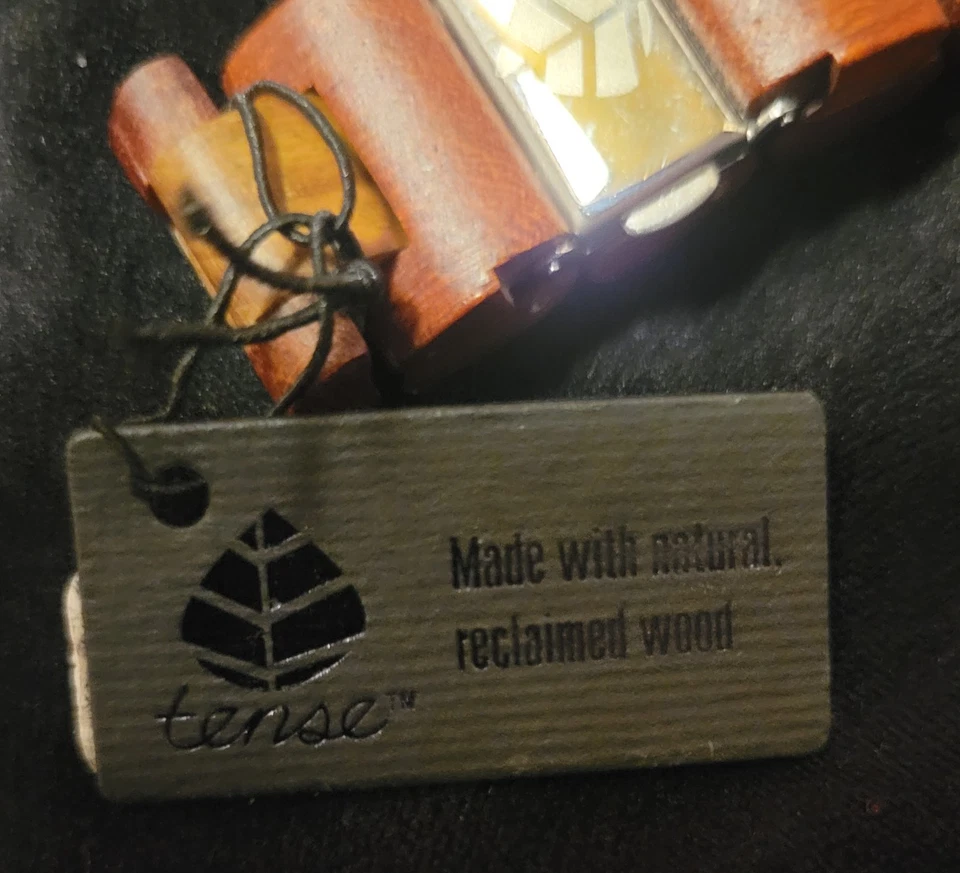 tense™
Made with natural,
reclaimed wood